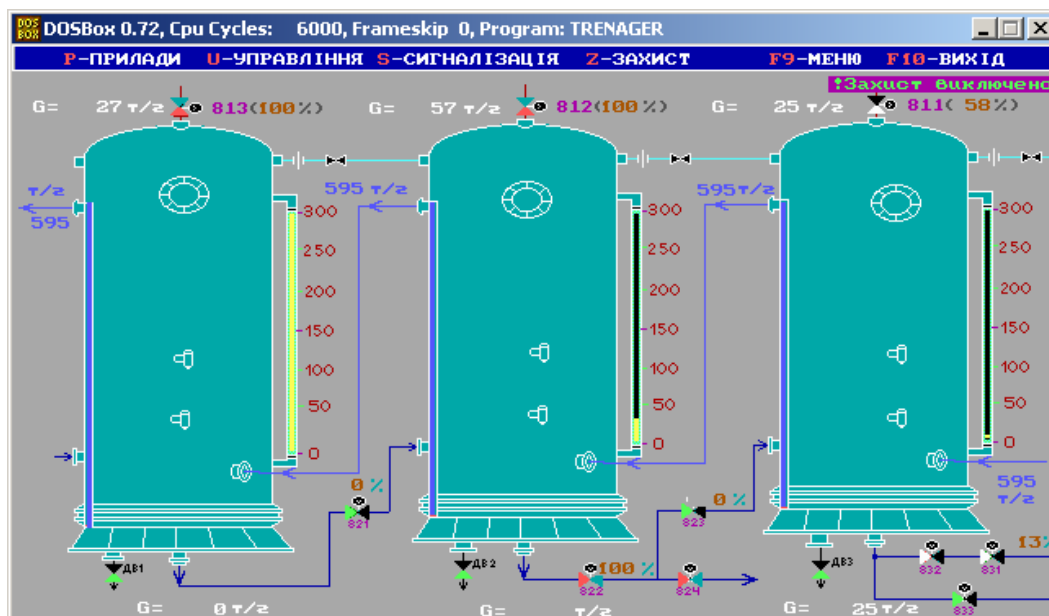 DOSBox 0.72, Cpu Cycles: 6000, Frameskip 0, Program: TRENAGER
P-ПРИЛАДИ U-УПРАВЛІННЯ S-СИГНАЛІЗАЦІЯ Z-ЗАХИСТ F9-МЕНЮ F10-ВИХІД
!Захист виключено
G= 27 т/г 813(100%) G= 57 т/г 812(100%) G= 25 т/г 811( 58%)
т/г 595 т/г 595 т/г
595
300 300 300
250 250 250
200 200 200
150 150 150
100 100 100
50 50 50
0 0 0
0 % 0 % 595
т/г
821 823
13%
ДВ1 ДВ2 100% ДВ3 832 831
822 824
833
G= 0 т/г G= т/г G= 25 т/г